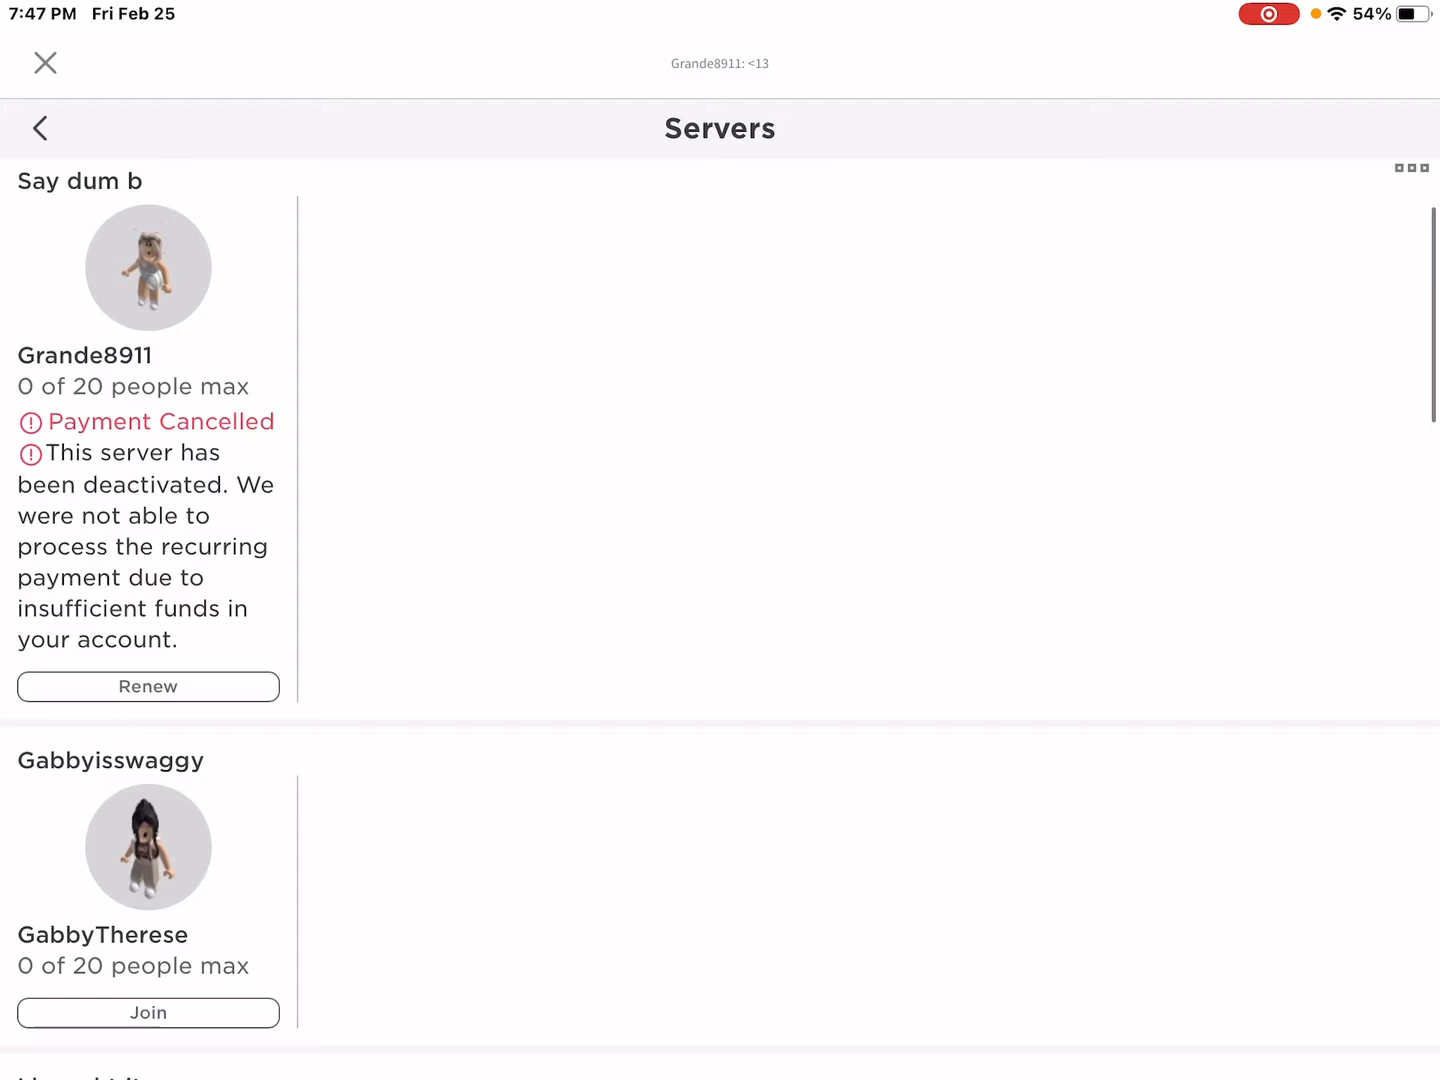 7:47 PM Fri Feb 25
54%
Grande8911: <13
Servers
Say dum b
Grande8911
0 of 20 people max
Payment Cancelled
This server has
been deactivated. We
were not able to
process the recurring
payment due to
insufficient funds in
your account.
Renew
Gabbyisswaggy
GabbyTherese
0 of 20 people max
Join